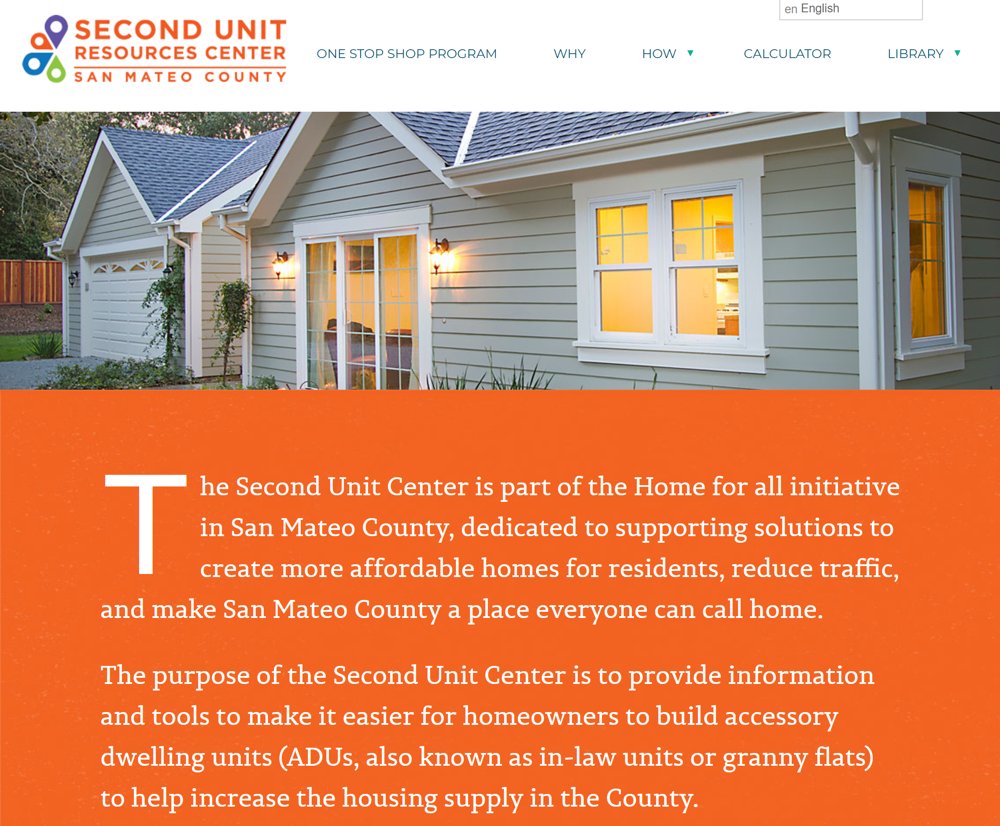 en English
SECOND UNIT
RESOURCES CENTER
SAN MATEO COUNTY
ONE STOP SHOP PROGRAM WHY HOW ▼ CALCULATOR LIBRARY ▼
The Second Unit Center is part of the Home for all initiative
in San Mateo County, dedicated to supporting solutions to
create more affordable homes for residents, reduce traffic,
and make San Mateo County a place everyone can call home.
The purpose of the Second Unit Center is to provide information
and tools to make it easier for homeowners to build accessory
dwelling units (ADUs, also known as in-law units or granny flats)
to help increase the housing supply in the County.